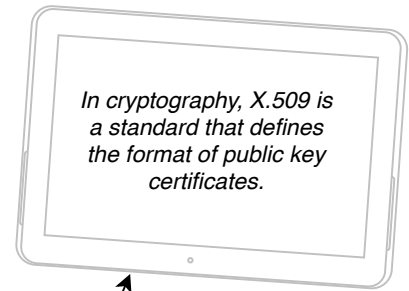 In cryptography, X.509 is
a standard that defines
the format of public key
certificates.